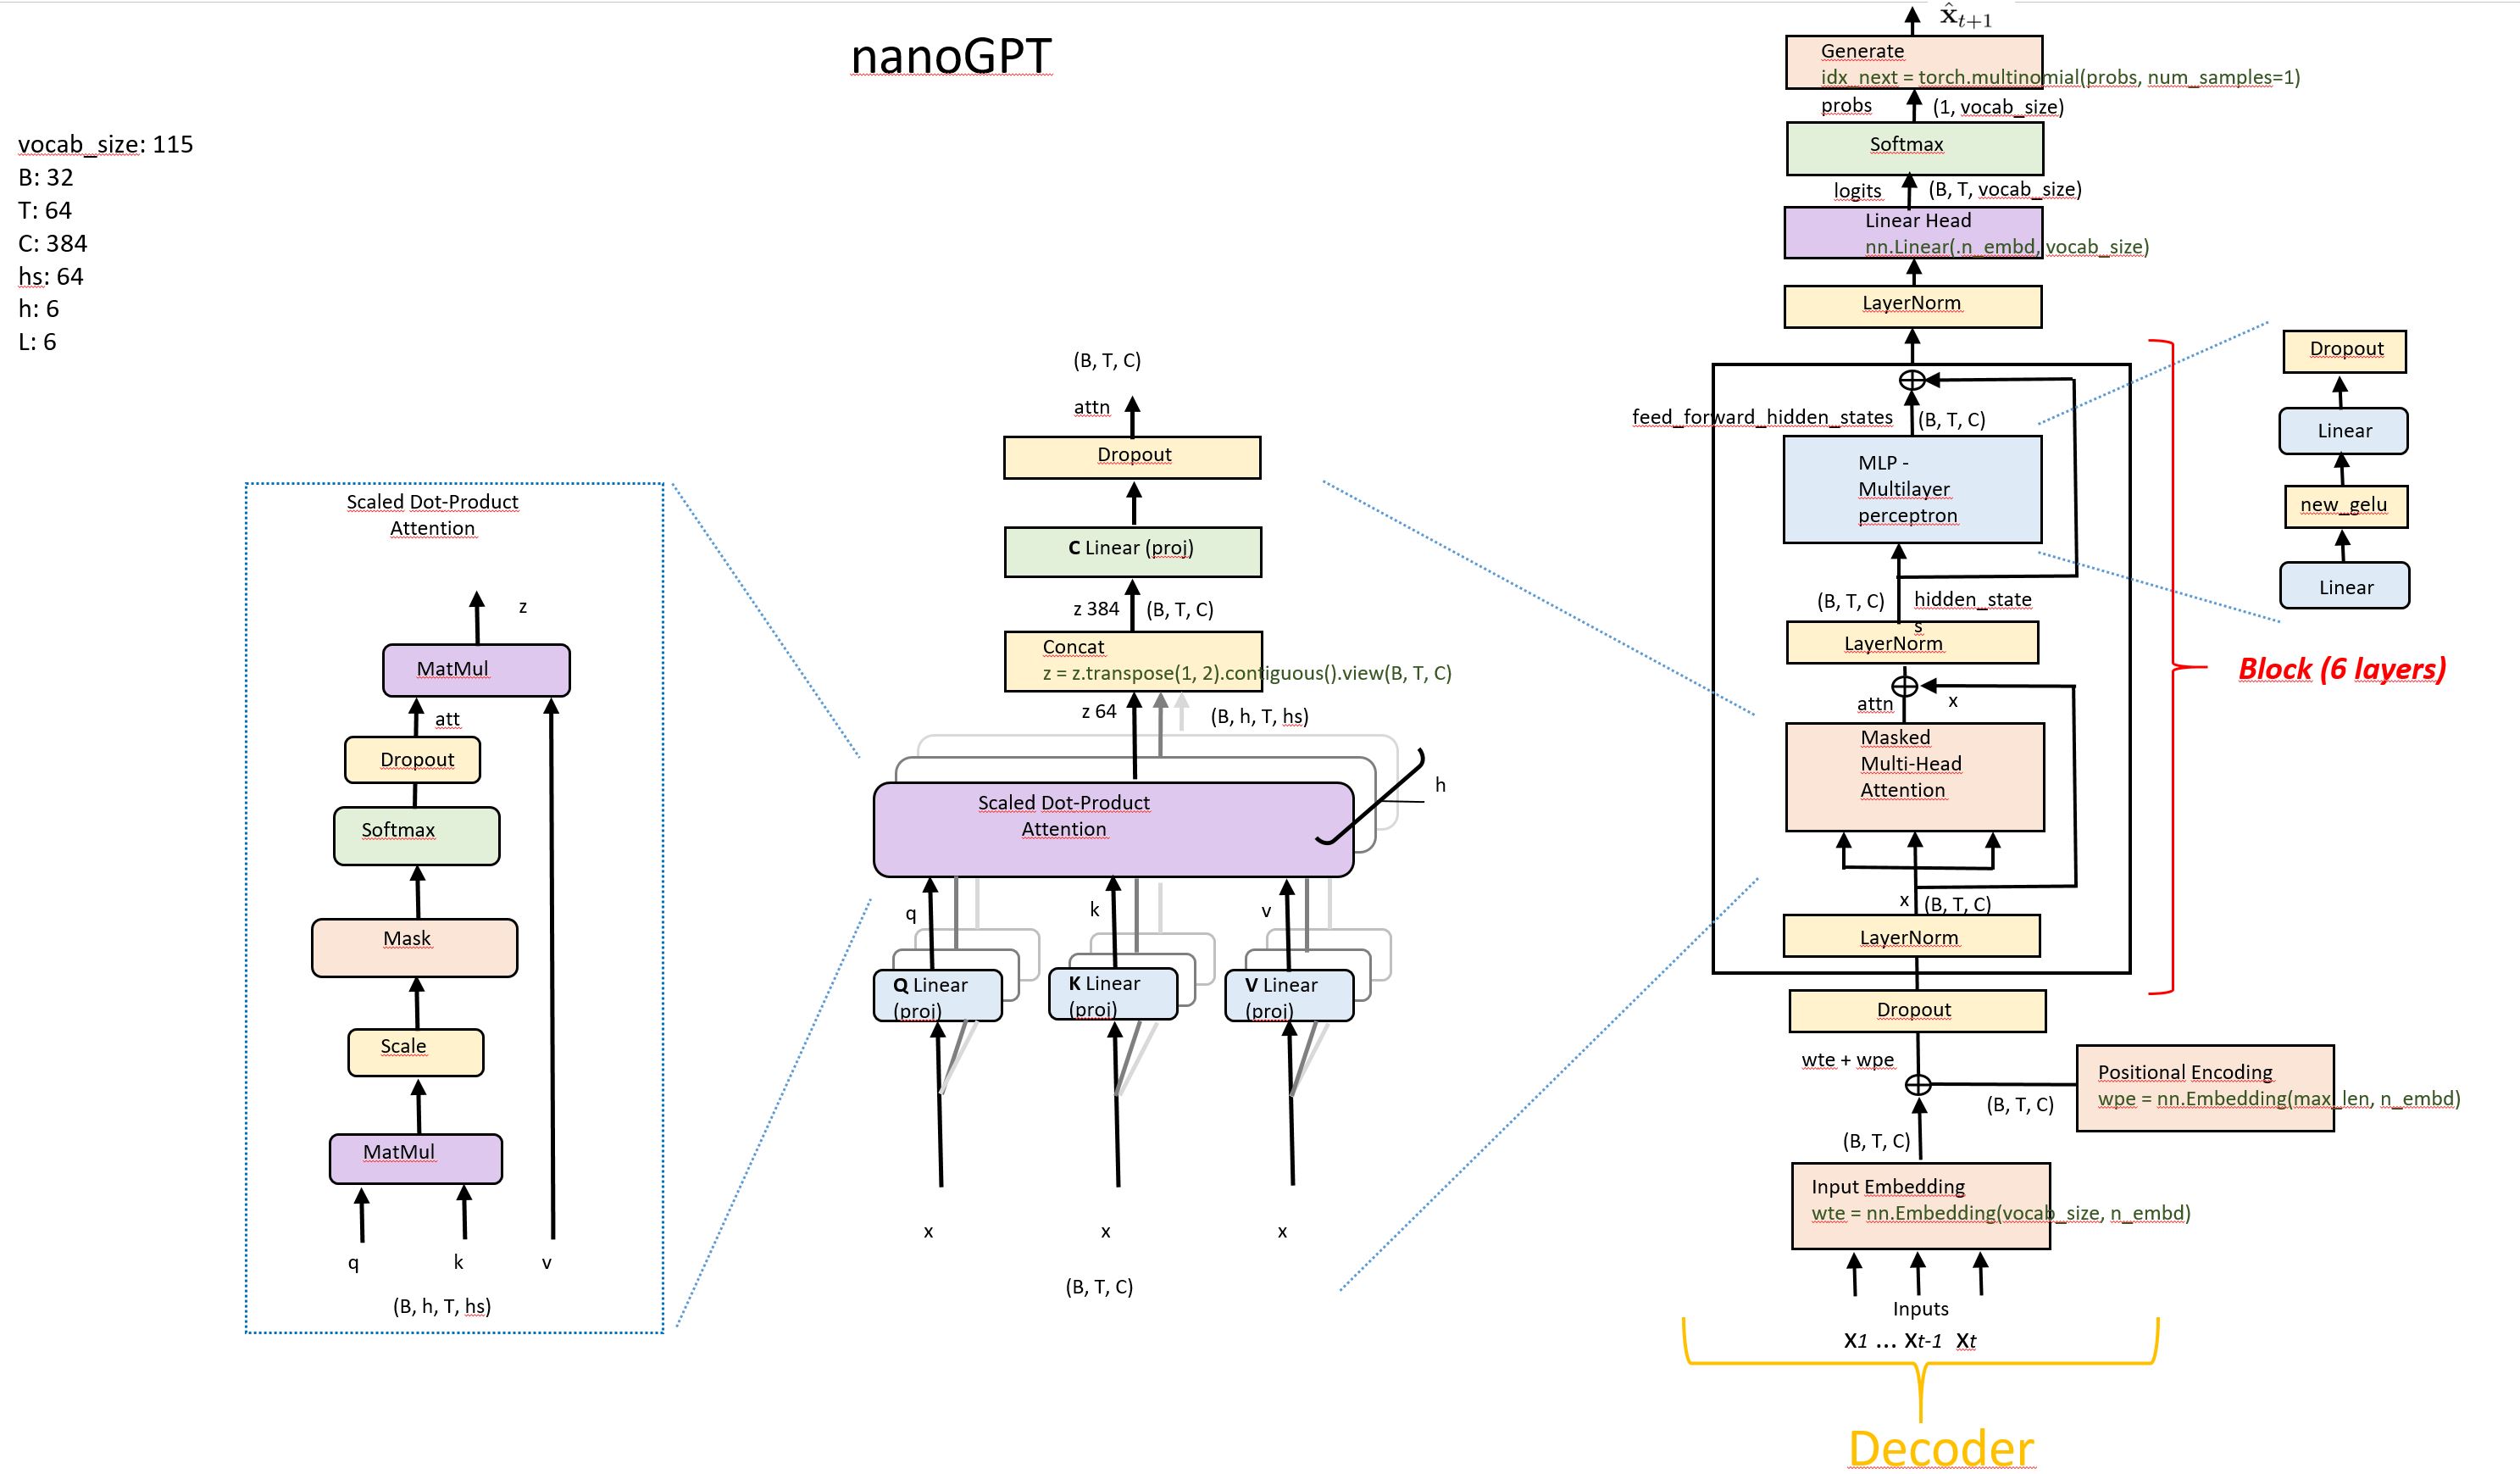 nanoGPT
vocab_size: 115
B: 32
T: 64
C: 384
hs: 64
h: 6
L: 6
Scaled Dot-Product
Attention
z
MatMul
att
Dropout
Softmax
Mask
Scale
MatMul
q
k
v
(B, h, T, hs)
(B, T, C)
attn
Dropout
C Linear (proj)
z 384
(B, T, C)
Concat
z = z.transpose(1, 2).contiguous().view(B, T, C)
z 64
(B, h, T, hs)
h
Scaled Dot-Product
Attention
q
k
v
Q Linear
(proj)
K Linear
(proj)
V Linear
(proj)
x
x
x
(B, T, C)
x̂t+1
Generate
idx_next = torch.multinomial(probs, num_samples=1)
probs
(1, vocab_size)
Softmax
logits
(B, T, vocab_size)
Linear Head
nn.Linear(.n_embd, vocab_size)
LayerNorm
feed_forward_hidden_states
(B, T, C)
MLP -
Multilayer
perceptron
(B, T, C)
hidden_state
s
LayerNorm
attn
x
Masked
Multi-Head
Attention
x
(B, T, C)
LayerNorm
Dropout
wte + wpe
Positional Encoding
wpe = nn.Embedding(max_len, n_embd)
(B, T, C)
(B, T, C)
Input Embedding
wte = nn.Embedding(vocab_size, n_embd)
Inputs
X1 ... Xt-1 Xt
Decoder
Dropout
Linear
new_gelu
Linear
Block (6 layers)